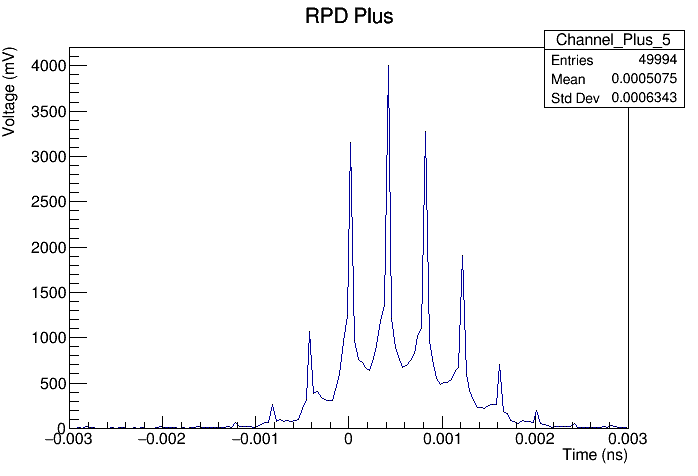 RPD Plus
Channel_Plus_5
Entries 49994
Mean 0.0005075
Std Dev 0.0006343
Voltage (mV)
4000
3500
3000
2500
2000
1500
1000
500
0
−0.003 −0.002 −0.001 0 0.001 0.002 0.003
Time (ns)